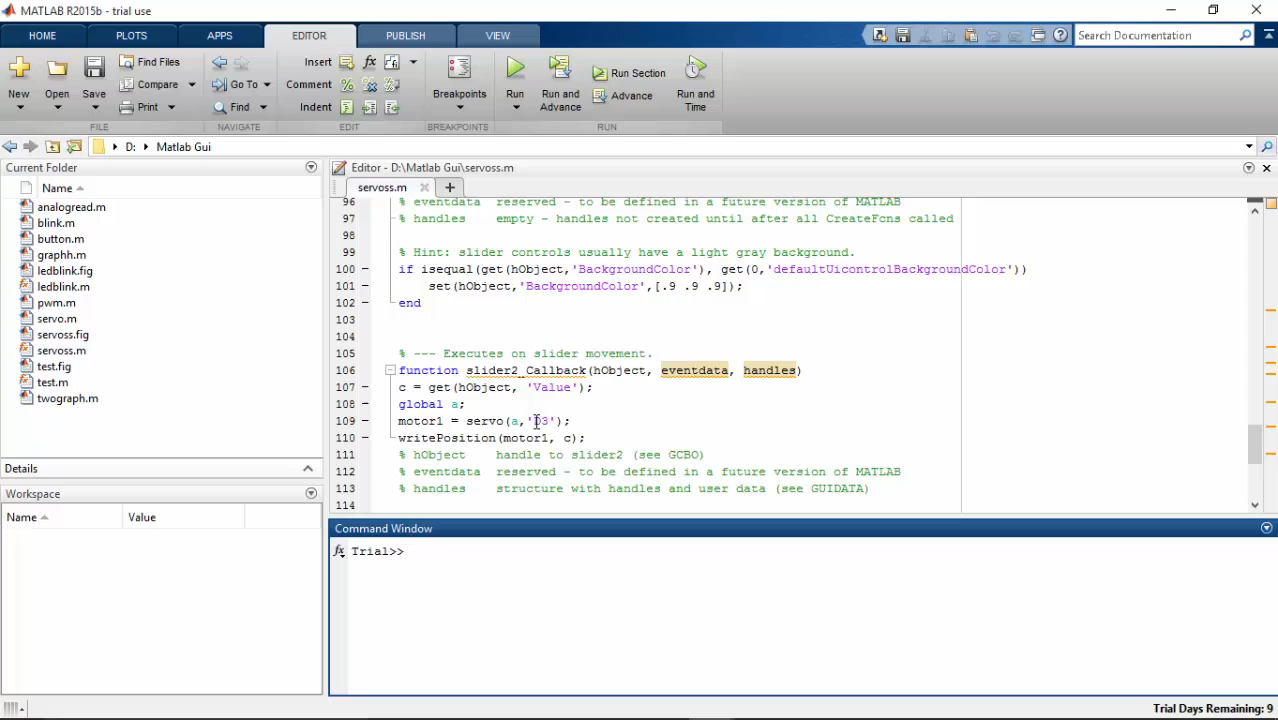 MATLAB R2015b - trial use
HOME PLOTS APPS EDITOR PUBLISH VIEW Search Documentation
New Open Save Find Files Compare Print
Go To Find
Insert Comment Indent
Breakpoints
Run Run and Advance Run Section Advance Run and Time
FILE NAVIGATE EDIT BREAKPOINTS RUN
D: Matlab Gui
Current Folder
Name
analogread.m
blink.m
button.m
graphh.m
ledblink.fig
ledblink.m
pwm.m
servo.m
servoss.fig
servoss.m
test.fig
test.m
twograph.m
Details
Workspace
Name Value
Editor - D:\Matlab Gui\servoss.m
servoss.m
96 % eventdata reserved - to be defined in a future version of MATLAB
97 % handles empty - handles not created until after all CreateFcns called
98
99 % Hint: slider controls usually have a light gray background.
100 if isequal(get(hObject,'BackgroundColor'), get(0,'defaultUicontrolBackgroundColor'))
101 set(hObject,'BackgroundColor',[.9 .9 .9]);
102 end
103
104
105 % --- Executes on slider movement.
106 function slider2_Callback(hObject, eventdata, handles)
107 c = get(hObject, 'Value');
108 global a;
109 motor1 = servo(a,'D3');
110 writePosition(motor1, c);
111 % hObject handle to slider2 (see GCBO)
112 % eventdata reserved - to be defined in a future version of MATLAB
113 % handles structure with handles and user data (see GUIDATA)
114
Command Window
fx Trial>>
Trial Days Remaining: 9